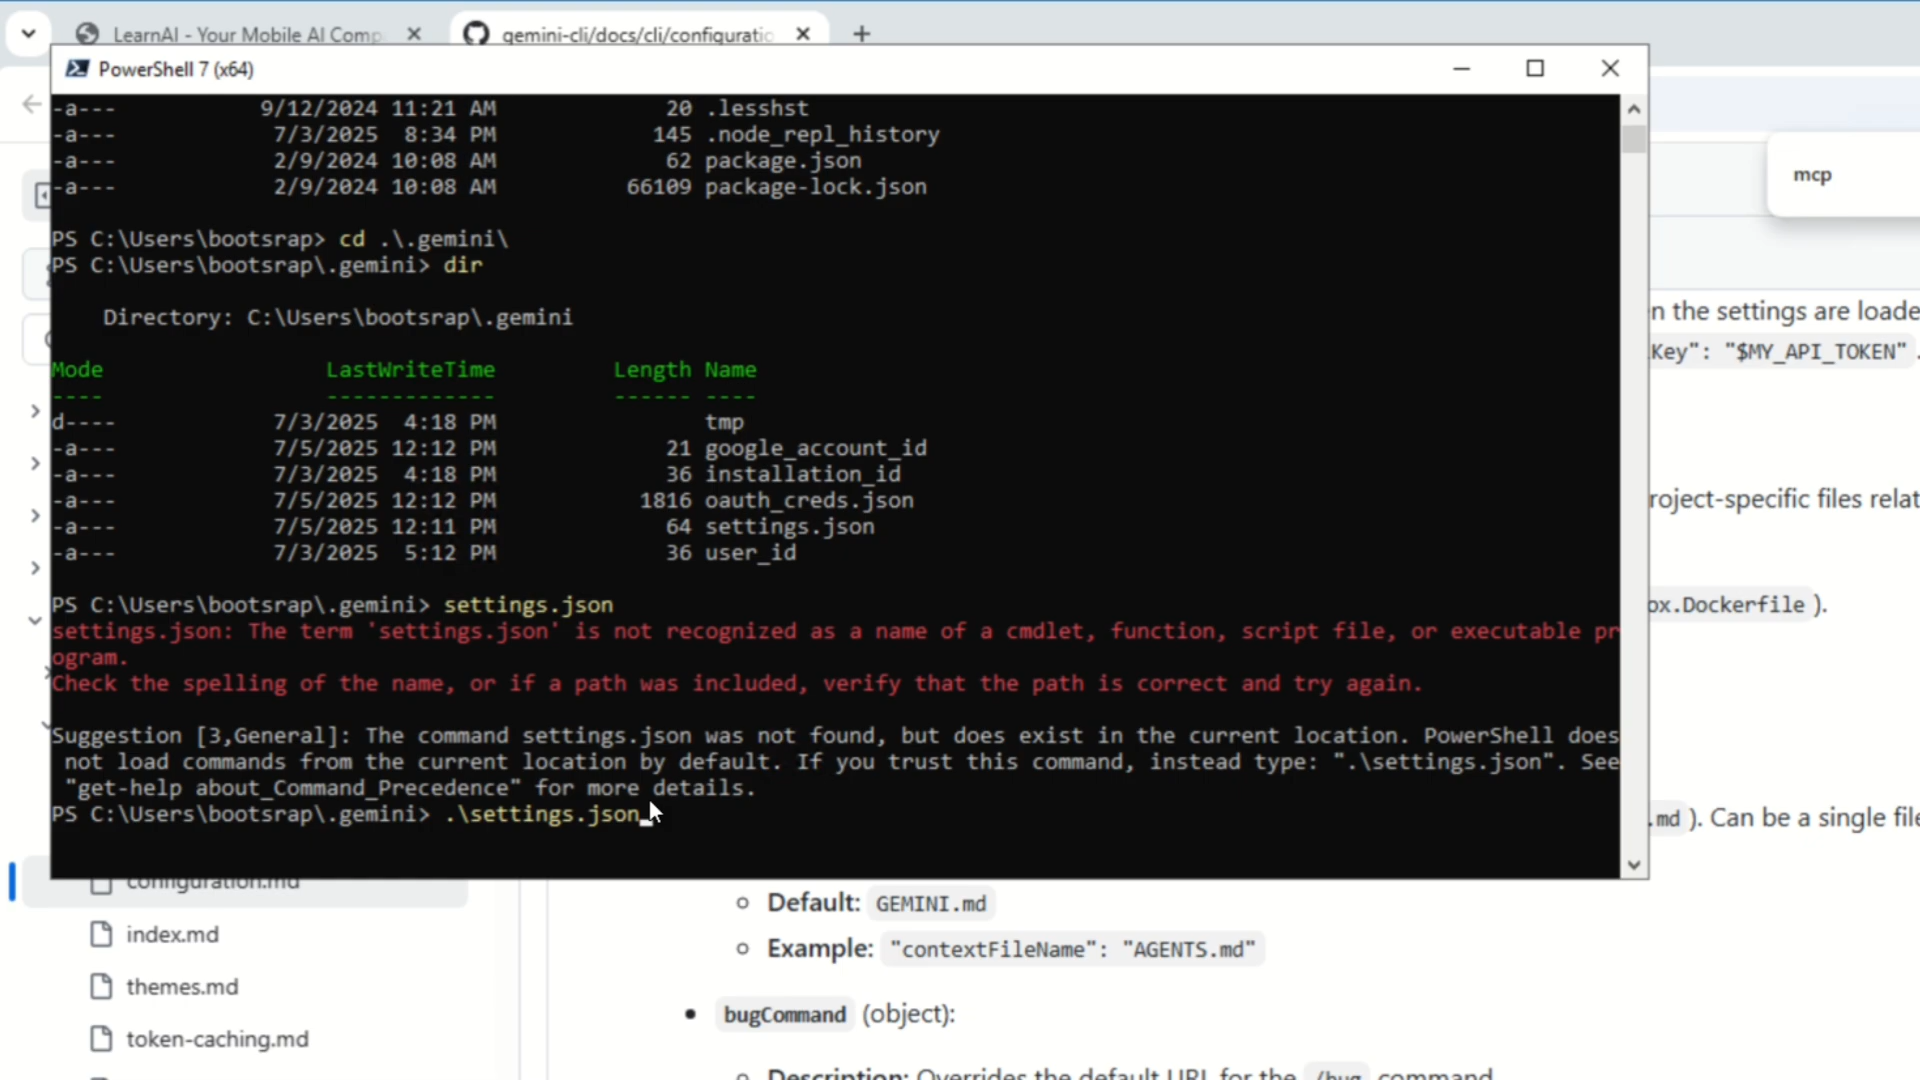 LearnAI - Your Mobile AI Comp
gemini-cli/docs/cli/configuratio
PowerShell 7 (x64)
-a--- 9/12/2024 11:21 AM 20 .lesshst
-a--- 7/3/2025 8:34 PM 145 .node_repl_history
-a--- 2/9/2024 10:08 AM 62 package.json
-a--- 2/9/2024 10:08 AM 66109 package-lock.json
PS C:\Users\bootsrap> cd .\.gemini\
PS C:\Users\bootsrap\.gemini> dir
Directory: C:\Users\bootsrap\.gemini
Mode LastWriteTime Length Name
---- ------------- ------ ----
d---- 7/3/2025 4:18 PM tmp
-a--- 7/5/2025 12:12 PM 21 google_account_id
-a--- 7/3/2025 4:18 PM 36 installation_id
-a--- 7/5/2025 12:12 PM 1816 oauth_creds.json
-a--- 7/5/2025 12:11 PM 64 settings.json
-a--- 7/3/2025 5:12 PM 36 user_id
PS C:\Users\bootsrap\.gemini> settings.json
settings.json: The term 'settings.json' is not recognized as a name of a cmdlet, function, script file, or executable pr
ogram.
Check the spelling of the name, or if a path was included, verify that the path is correct and try again.
Suggestion [3,General]: The command settings.json was not found, but does exist in the current location. PowerShell does
not load commands from the current location by default. If you trust this command, instead type: ".\settings.json". See
"get-help about_Command_Precedence" for more details.
PS C:\Users\bootsrap\.gemini> .\settings.json
mcp
n the settings are loade
Key": "$MY_API_TOKEN".
roject-specific files relat
ox.Dockerfile ).
.md ). Can be a single file
configuration.md
index.md
themes.md
token-caching.md
Default: GEMINI.md
Example: "contextFileName": "AGENTS.md"
bugCommand (object):
Description: Overrides the default URL for the /bug command